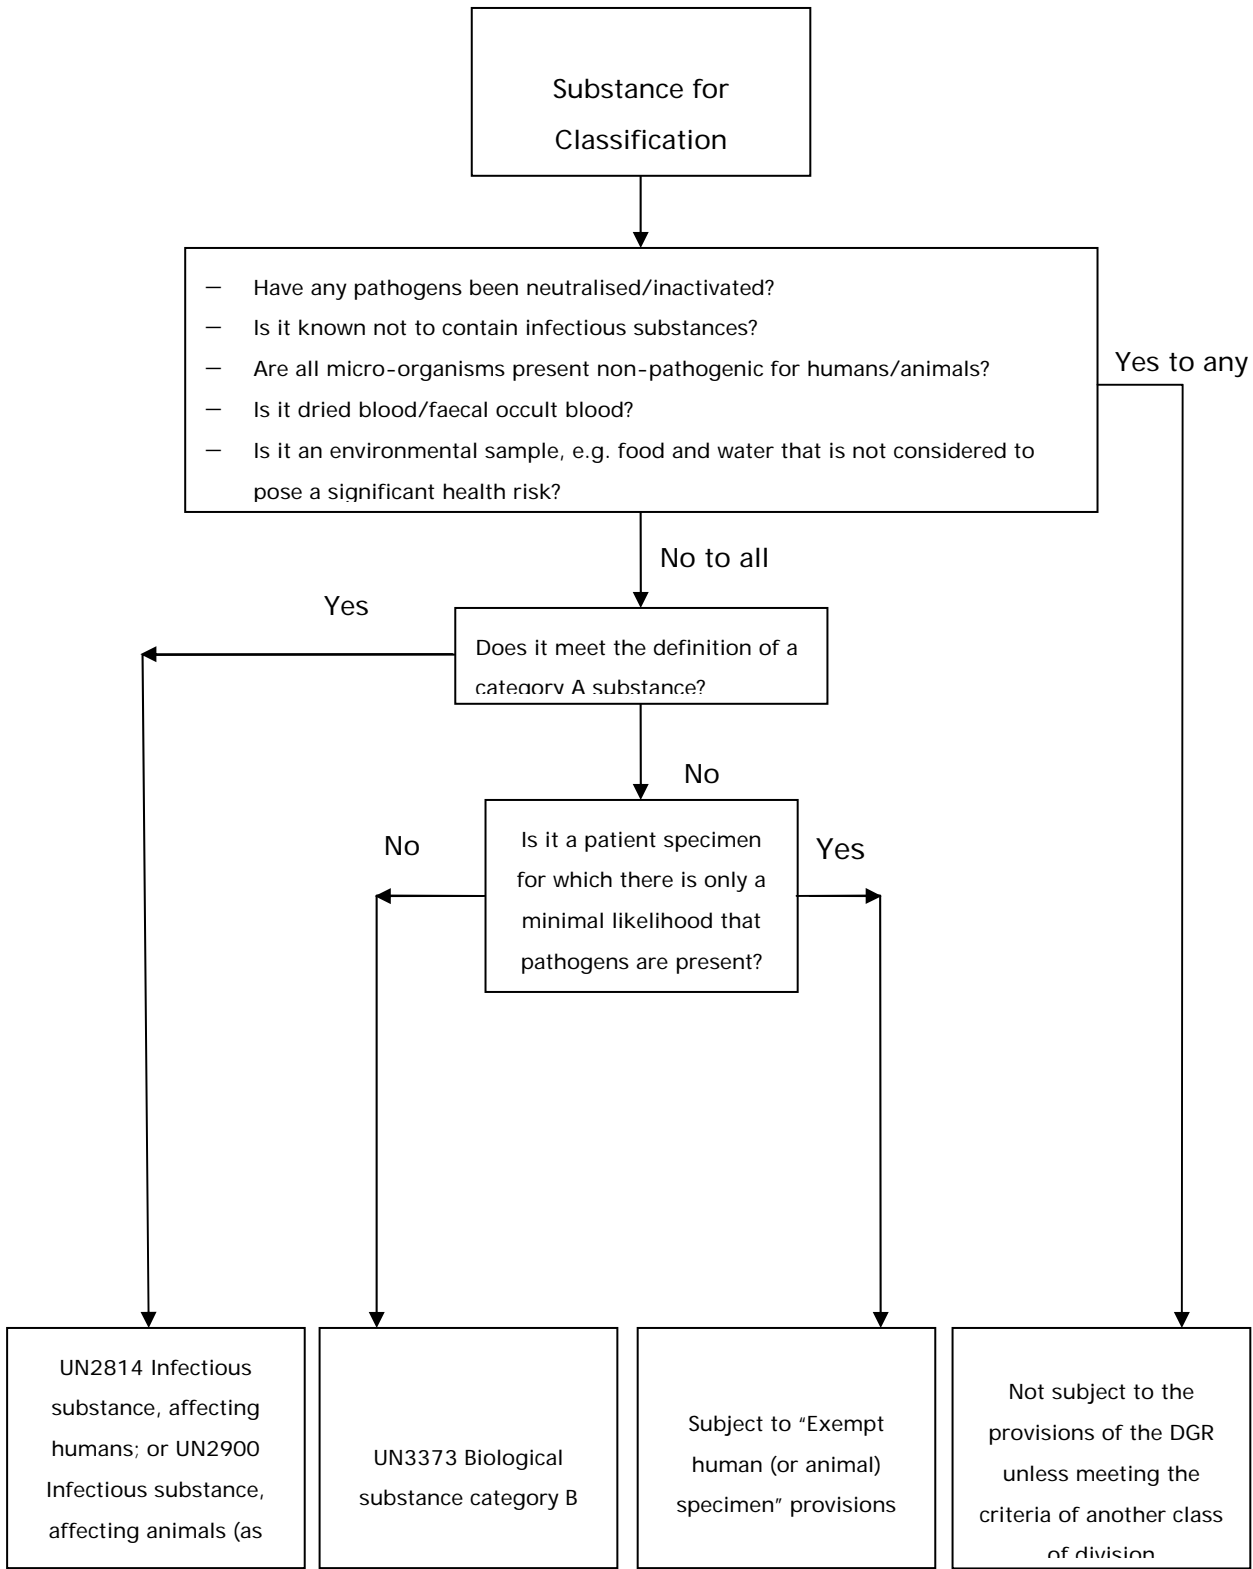 Substance for
Classification
– Have any pathogens been neutralised/inactivated?
– Is it known not to contain infectious substances?
– Are all micro-organisms present non-pathogenic for humans/animals?
– Is it dried blood/faecal occult blood?
– Is it an environmental sample, e.g. food and water that is not considered to
pose a significant health risk?
Yes to any
No to all
Yes
Does it meet the definition of a
category A substance?
No
No
Is it a patient specimen
for which there is only a
minimal likelihood that
pathogens are present?
Yes
UN2814 Infectious
substance, affecting
humans; or UN2900
Infectious substance,
affecting animals (as
UN3373 Biological
substance category B
Subject to “Exempt
human (or animal)
specimen” provisions
Not subject to the
provisions of the DGR
unless meeting the
criteria of another class
of division